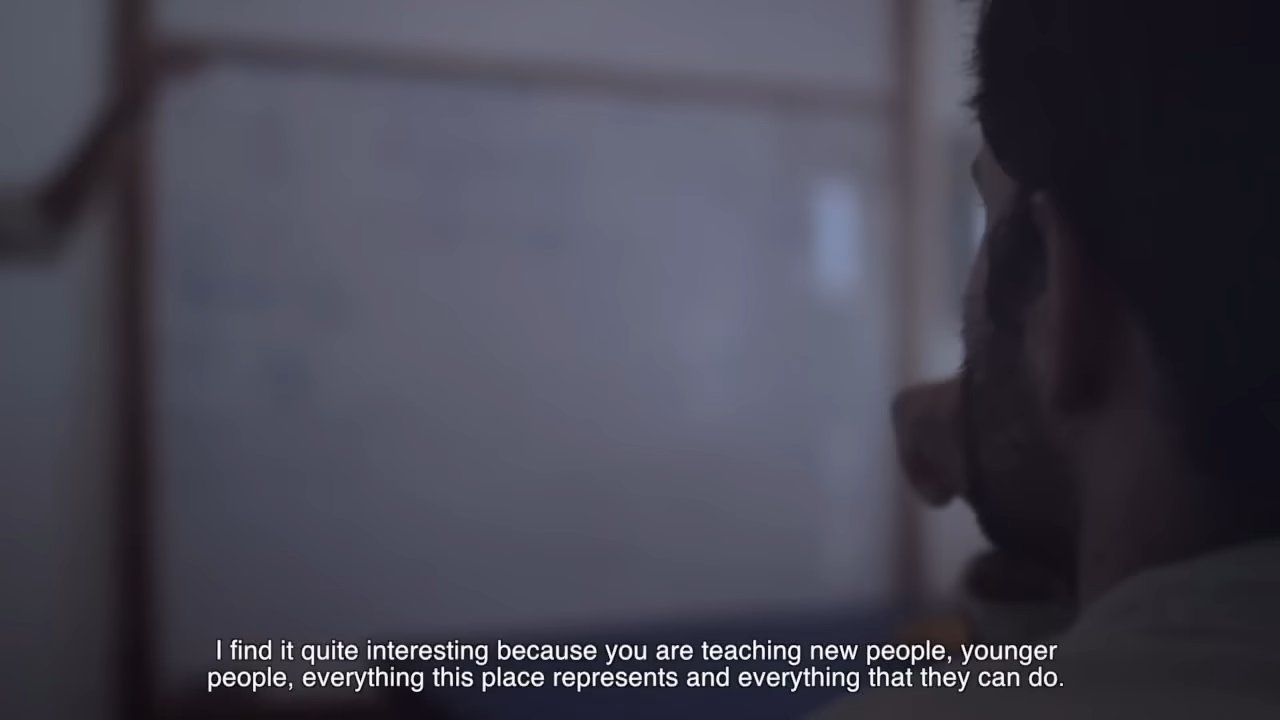 I find it quite interesting because you are teaching new people, younger
people, everything this place represents and everything that they can do.